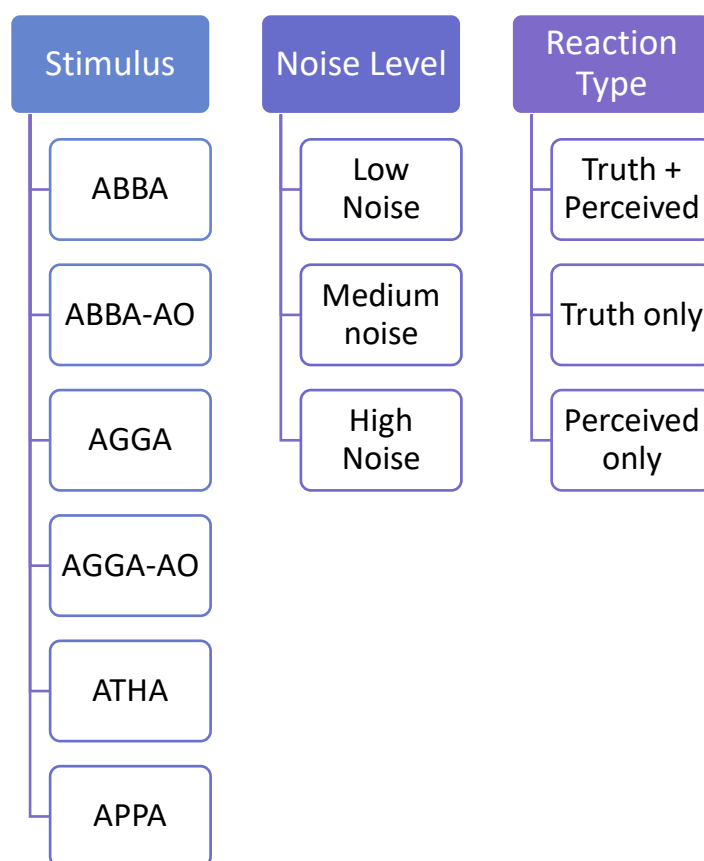 Stimulus
ABBA
ABBA-AO
AGGA
AGGA-AO
ATHA
APPA
Noise Level
Low
Noise
Medium
noise
High
Noise
Reaction
Type
Truth +
Perceived
Truth only
Perceived
only